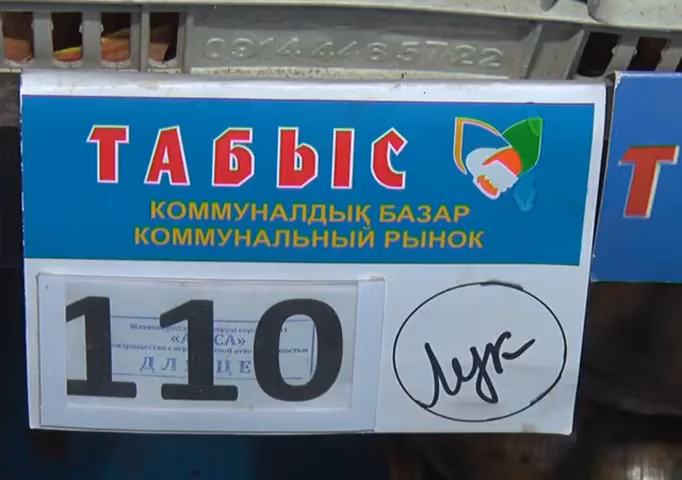 0314 446 5722
ТАБЫС
КОММУНАЛДЫҚ БАЗАР
КОММУНАЛЬНЫЙ РЫНОК
110
Лук
Т